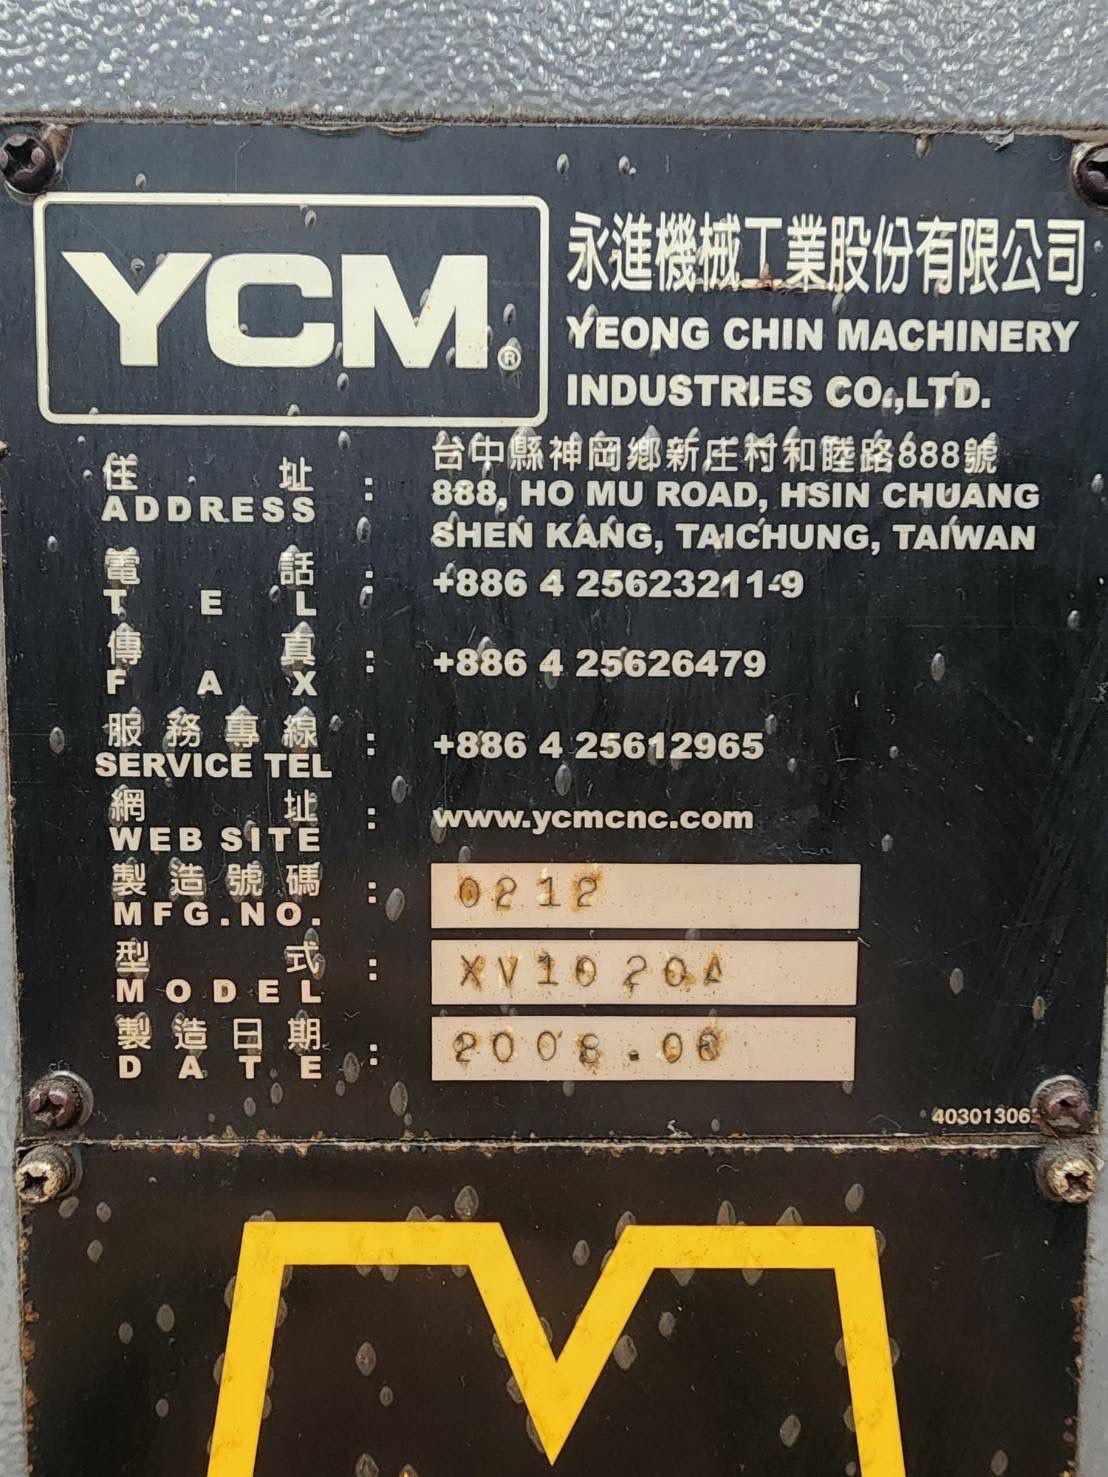 YCM®
永進機械工業股份有限公司
YEONG CHIN MACHINERY
INDUSTRIES CO.,LTD.
住址: 台中縣神岡鄉新庄村和睦路888號
ADDRESS 888, HO MU ROAD, HSIN CHUANG
SHEN KANG, TAICHUNG, TAIWAN
電話: +886 4 25623211-9
TEL
傳真: +886 4 25626479
FAX
服務專線: +886 4 25612965
SERVICE TEL
網址: www.ycmcnc.com
WEB SITE
製造號碼: 0212
MFG.NO.
型式: XV1020A
MODEL
製造日期: 2008.06
DATE